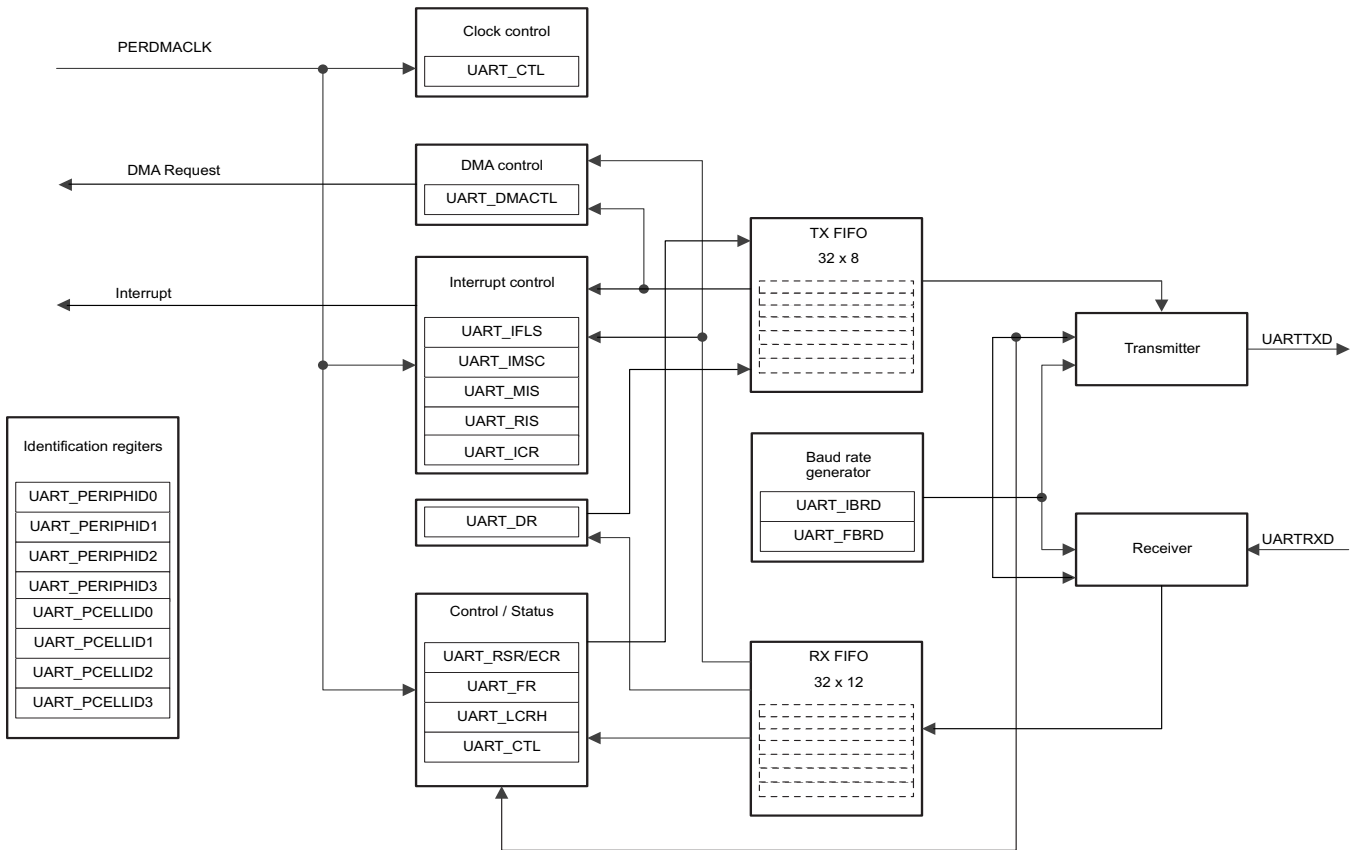 PERDMACLK
Clock control
UART_CTL
DMA Request
DMA control
UART_DMACTL
Interrupt
Interrupt control
UART_IFLS
UART_IMSC
UART_MIS
UART_RIS
UART_ICR
UART_DR
Control / Status
UART_RSR/ECR
UART_FR
UART_LCRH
UART_CTL
Identification regiters
UART_PERIPHID0
UART_PERIPHID1
UART_PERIPHID2
UART_PERIPHID3
UART_PCELLID0
UART_PCELLID1
UART_PCELLID2
UART_PCELLID3
TX FIFO
32 x 8
Baud rate
generator
UART_IBRD
UART_FBRD
RX FIFO
32 x 12
Transmitter
UARTTXD
Receiver
UARTRXD